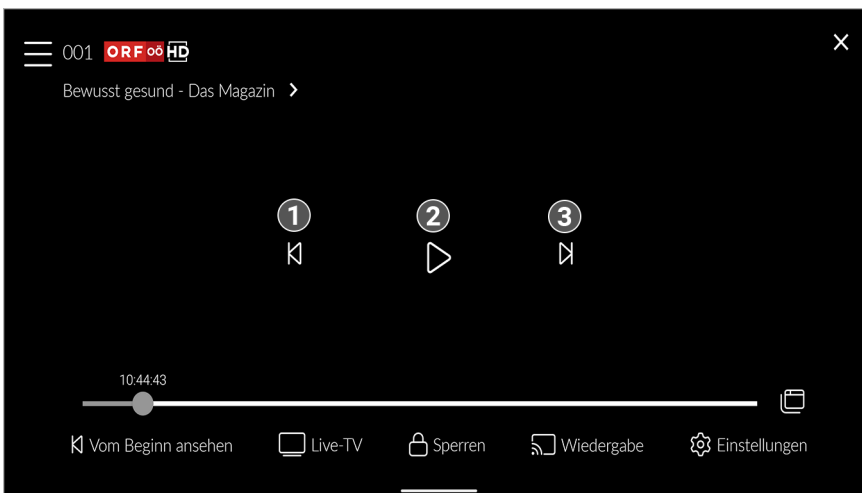 001 ORF oö HD
Bewusst gesund - Das Magazin
1 2 3
10:44:43
Vom Beginn ansehen Live-TV Sperren Wiedergabe Einstellungen